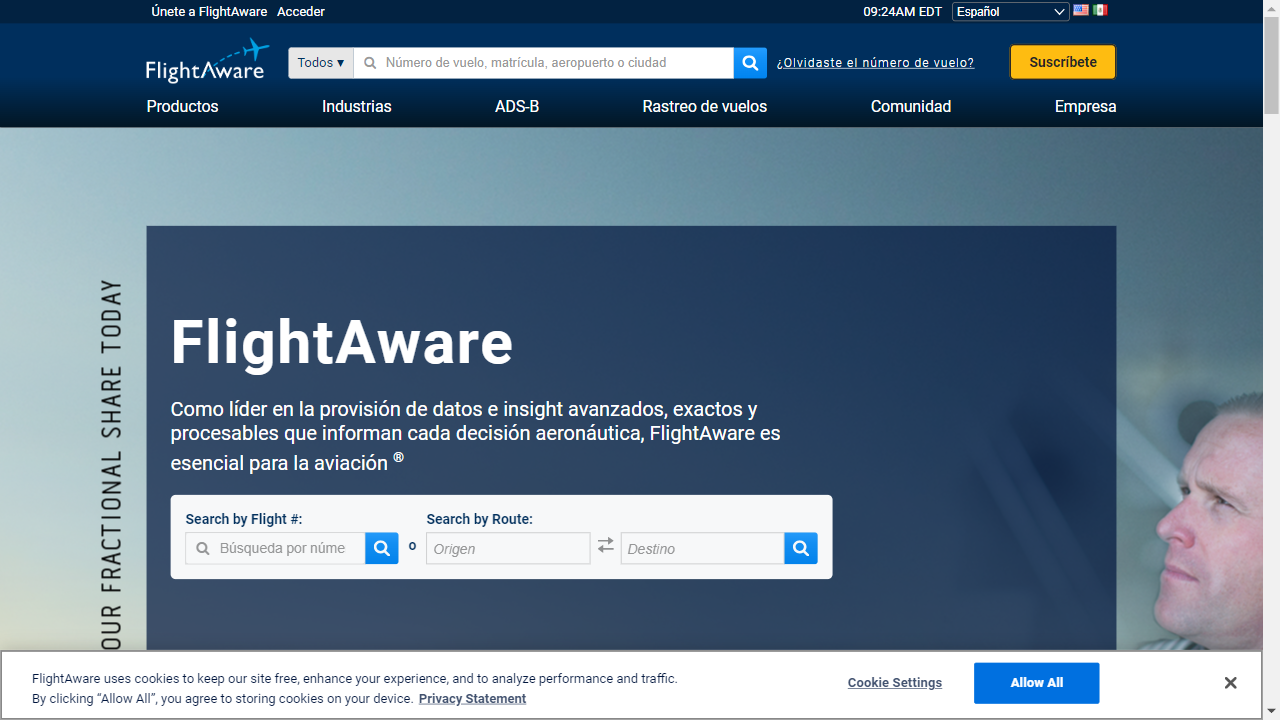 Únete a FlightAware Acceder
09:24AM EDT Español
FlightAware
Todos ▾ Número de vuelo, matrícula, aeropuerto o ciudad ¿Olvidaste el número de vuelo? Suscríbete
Productos Industrias ADS-B Rastreo de vuelos Comunidad Empresa
OUR FRACTIONAL SHARE TODAY
FlightAware
Como líder en la provisión de datos e insight avanzados, exactos y
procesables que informan cada decisión aeronáutica, FlightAware es
esencial para la aviación ®
Search by Flight #: Search by Route:
Búsqueda por núme o Origen Destino
FlightAware uses cookies to keep our site free, enhance your experience, and to analyze performance and traffic.
By clicking “Allow All”, you agree to storing cookies on your device. Privacy Statement
Cookie Settings Allow All